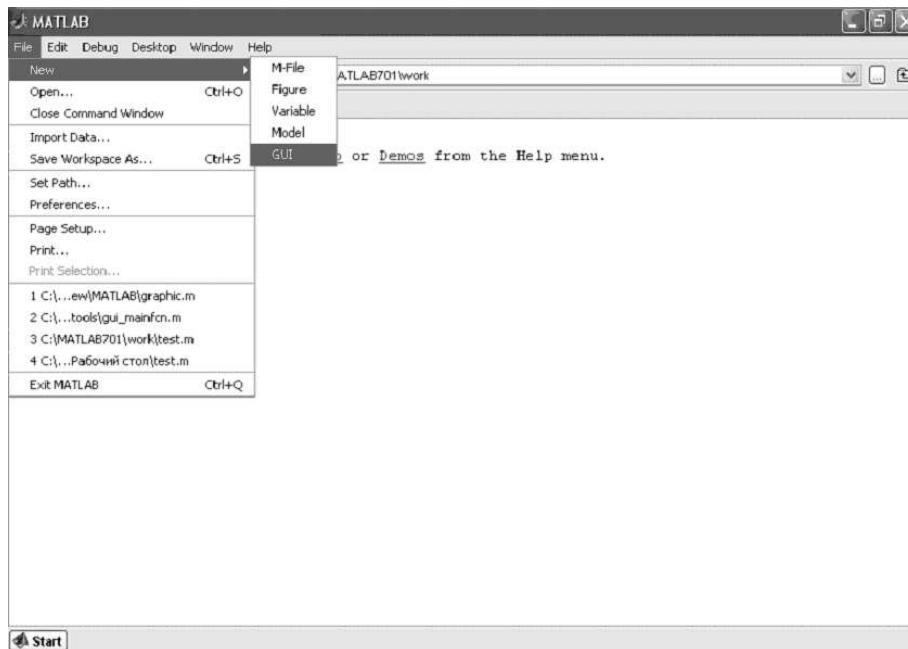 MATLAB
File Edit Debug Desktop Window Help
New
M-File
Figure
Variable
Model
GUI
ATLAB701\work
Open... Ctrl+O
Close Command Window
Import Data...
Save Workspace As... Ctrl+S
or Demos from the Help menu.
Set Path...
Preferences...
Page Setup...
Print...
Print Selection...
1 C:\...ew\MATLAB\graphic.m
2 C:\...tools\gui_mainfcn.m
3 C:\MATLAB701\work\test.m
4 C:\...Рабочий стол\test.m
Exit MATLAB Ctrl+Q
Start